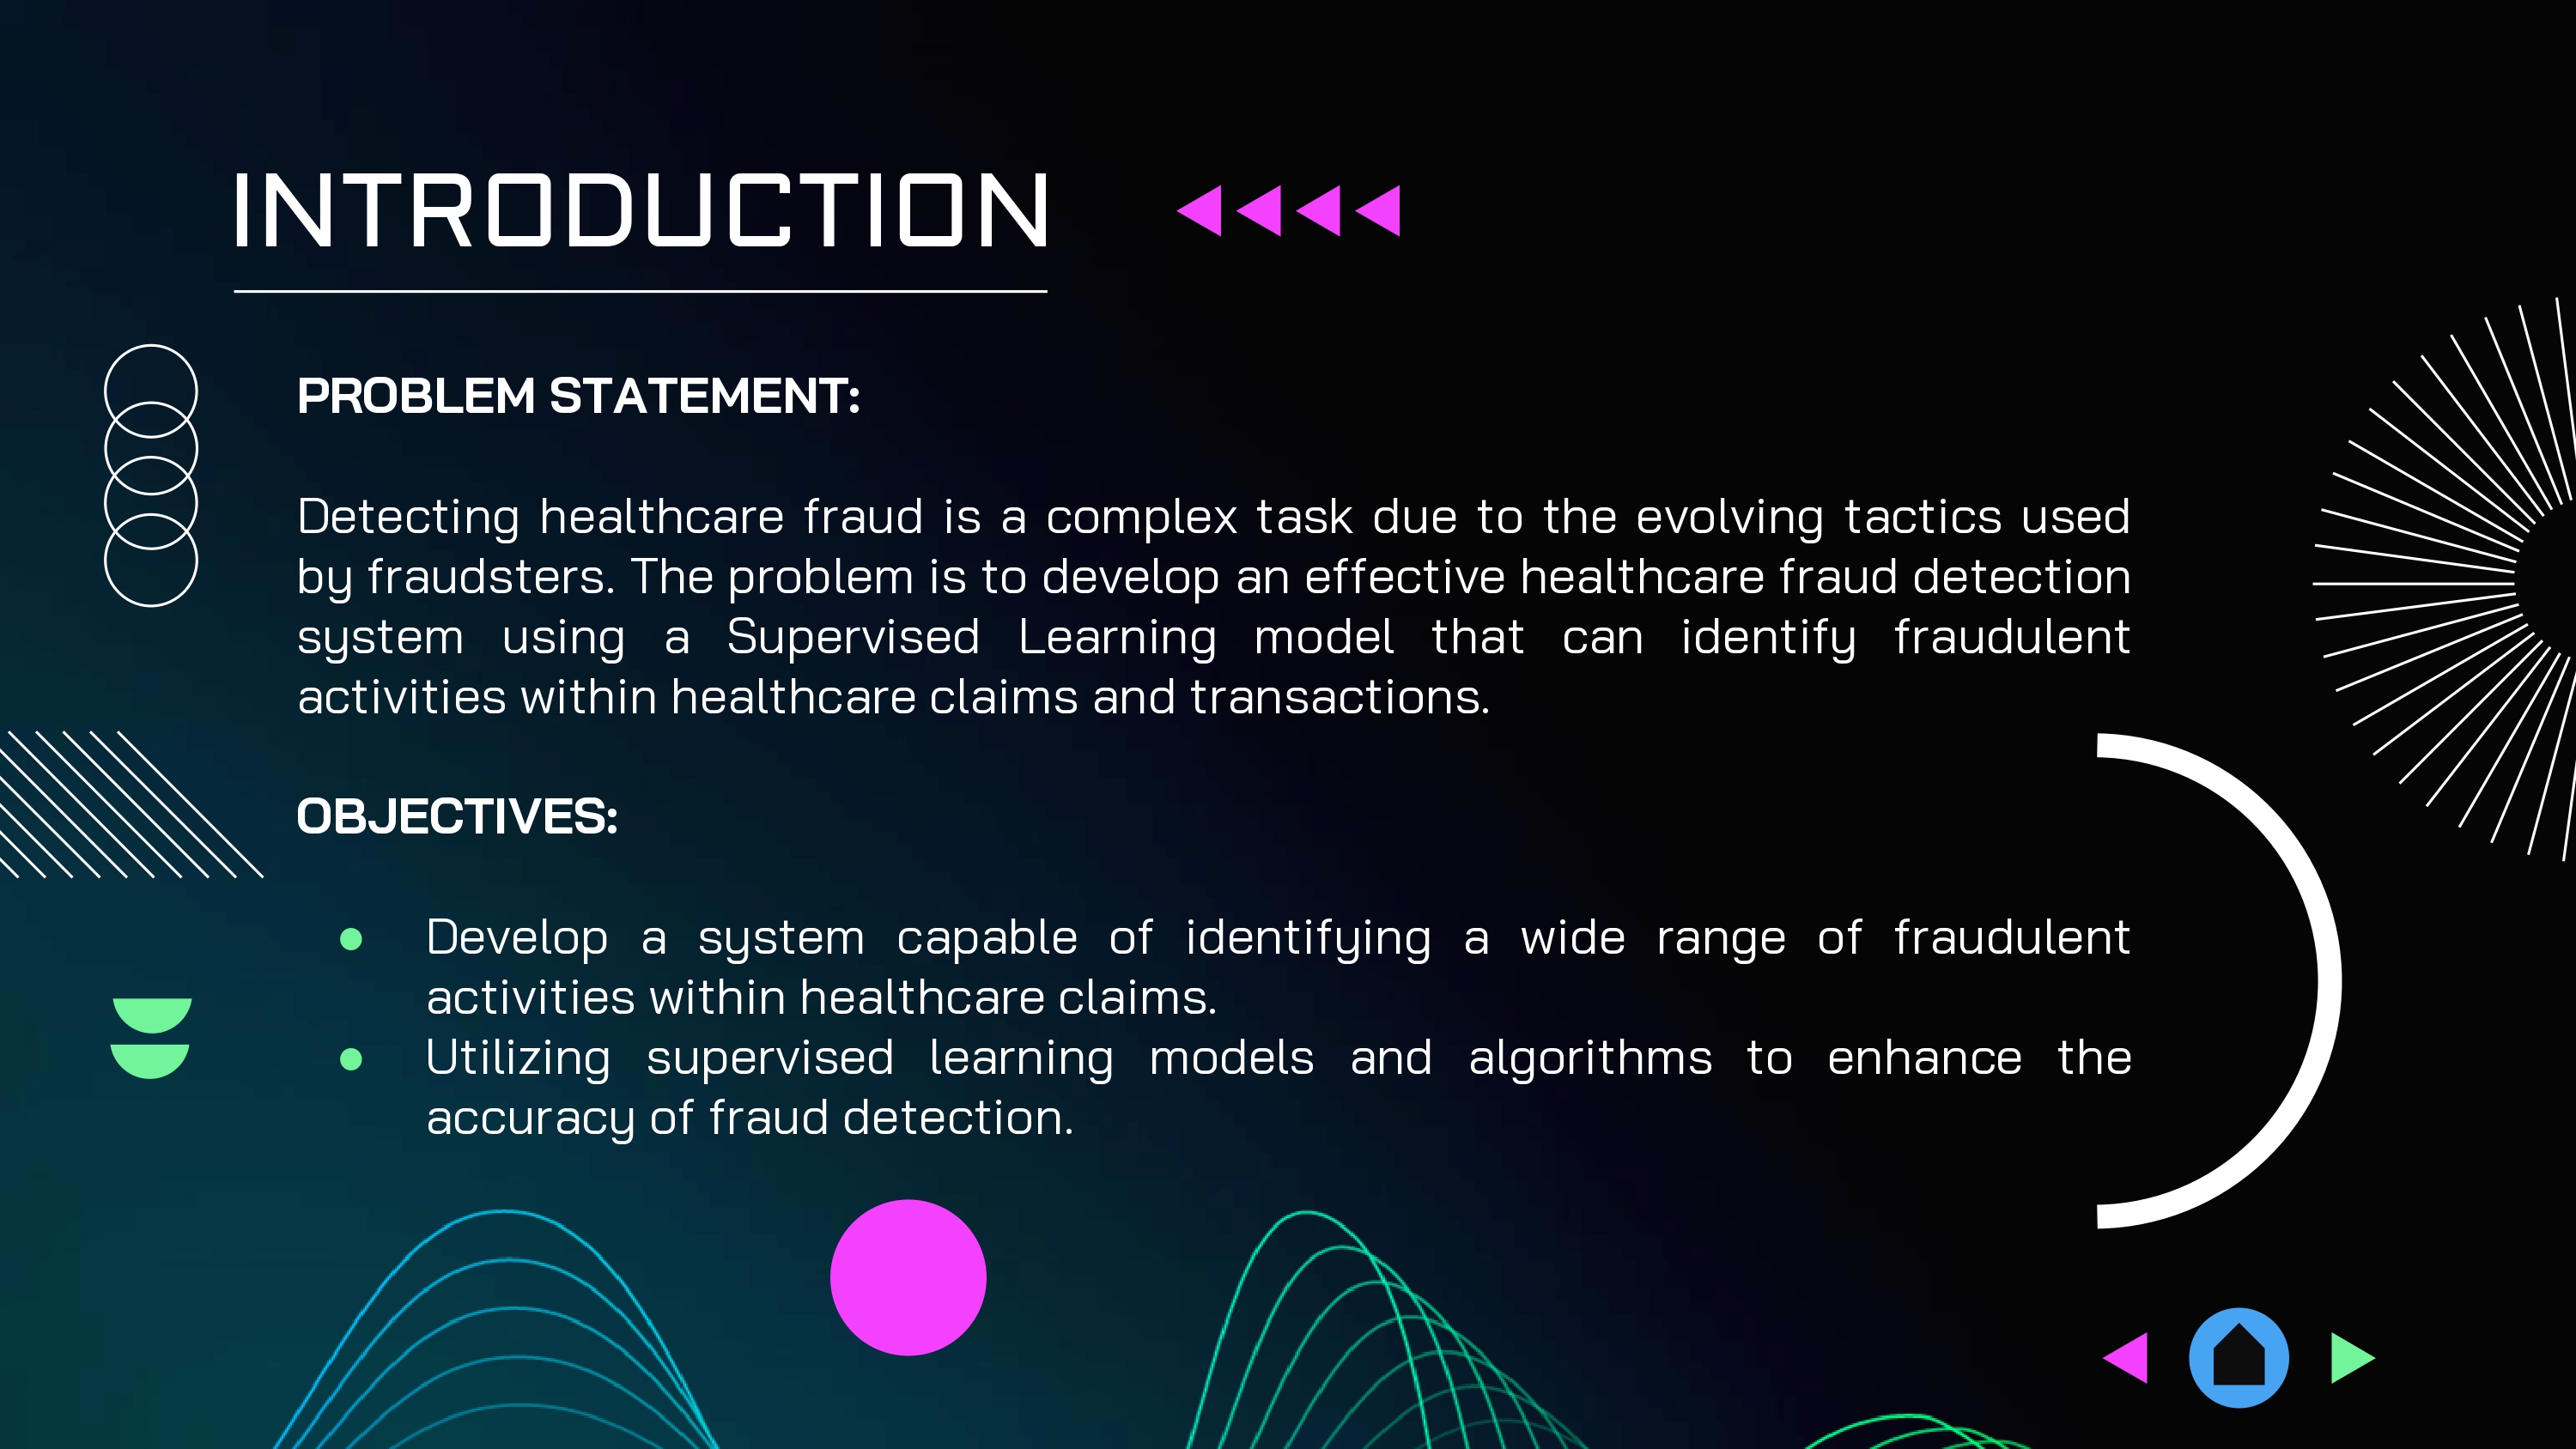 INTRODUCTION
PROBLEM STATEMENT:
Detecting healthcare fraud is a complex task due to the evolving tactics used
by fraudsters. The problem is to develop an effective healthcare fraud detection
system using a Supervised Learning model that can identify fraudulent
activities within healthcare claims and transactions.
OBJECTIVES:
Develop a system capable of identifying a wide range of fraudulent
activities within healthcare claims.
Utilizing supervised learning models and algorithms to enhance the
accuracy of fraud detection.